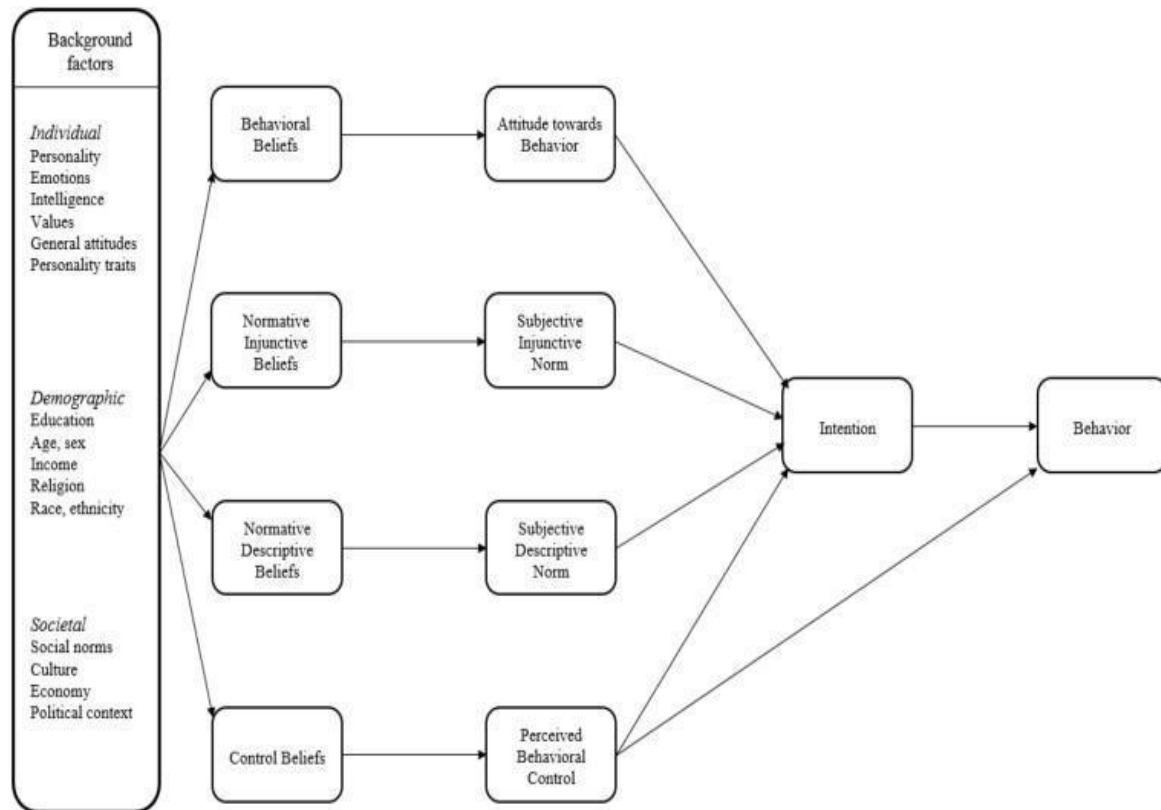 Background
factors
Individual
Personality
Emotions
Intelligence
Values
General attitudes
Personality traits
Demographic
Education
Age, sex
Income
Religion
Race, ethnicity
Societal
Social norms
Culture
Economy
Political context
Behavioral
Beliefs
Attitude towards
Behavior
Normative
Injunctive
Beliefs
Subjective
Injunctive
Norm
Normative
Descriptive
Beliefs
Subjective
Descriptive
Norm
Control Beliefs
Perceived
Behavioral
Control
Intention
Behavior